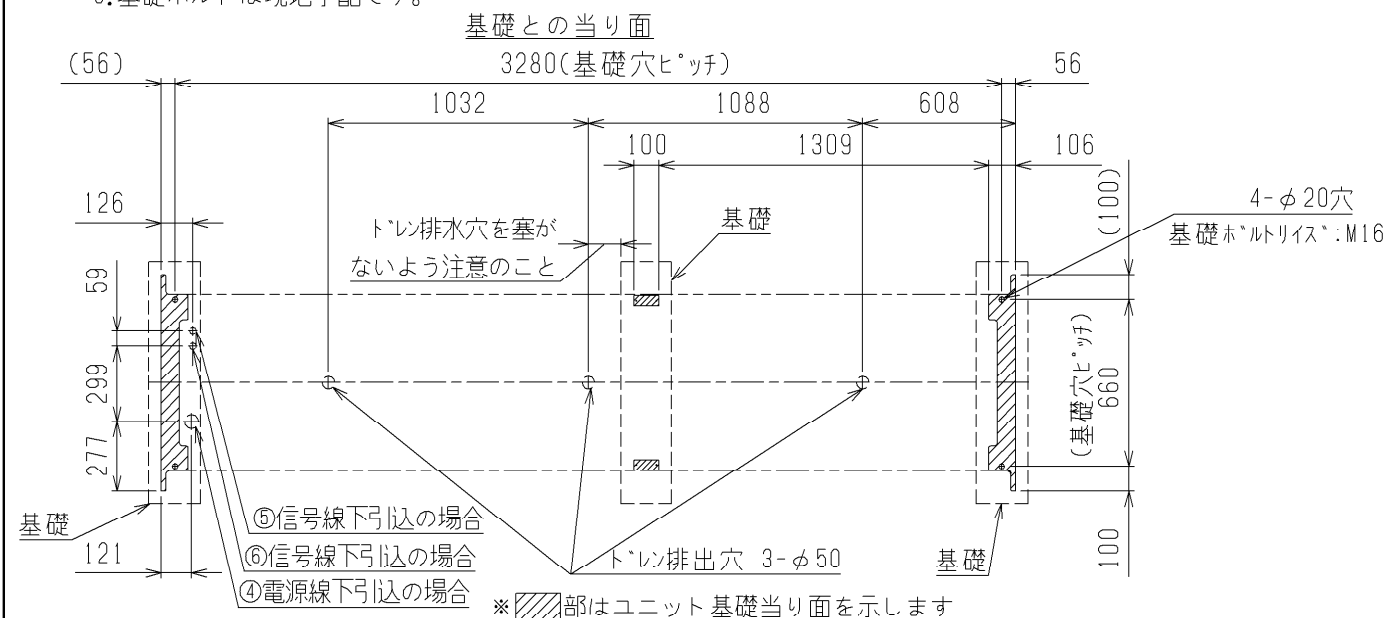 基礎との当り面
(56)
3280(基礎穴ピッチ)
56
1032
1088
608
100
1309
106
126
(100)
4-φ20穴
基礎ボルトリイズ:M16
ドレン排水穴を塞が
ないよう注意のこと
基礎
59
299
277
(基礎穴ピッチ)
660
100
基礎
121
⑤信号線下引込の場合
⑥信号線下引込の場合
④電源線下引込の場合
ドレン排出穴 3-φ50
基礎
※部はユニット基礎当り面を示します